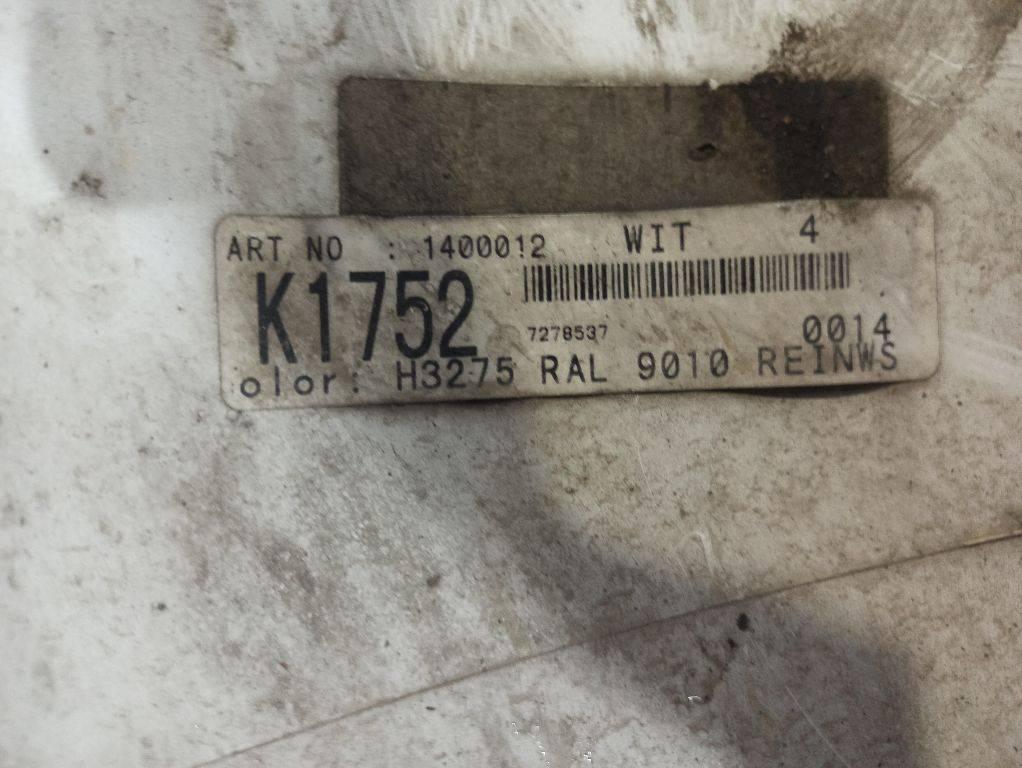 ART NO : 1400012 WIT 4
K1752
7278537 0014
olor: H3275 RAL 9010 REINWS